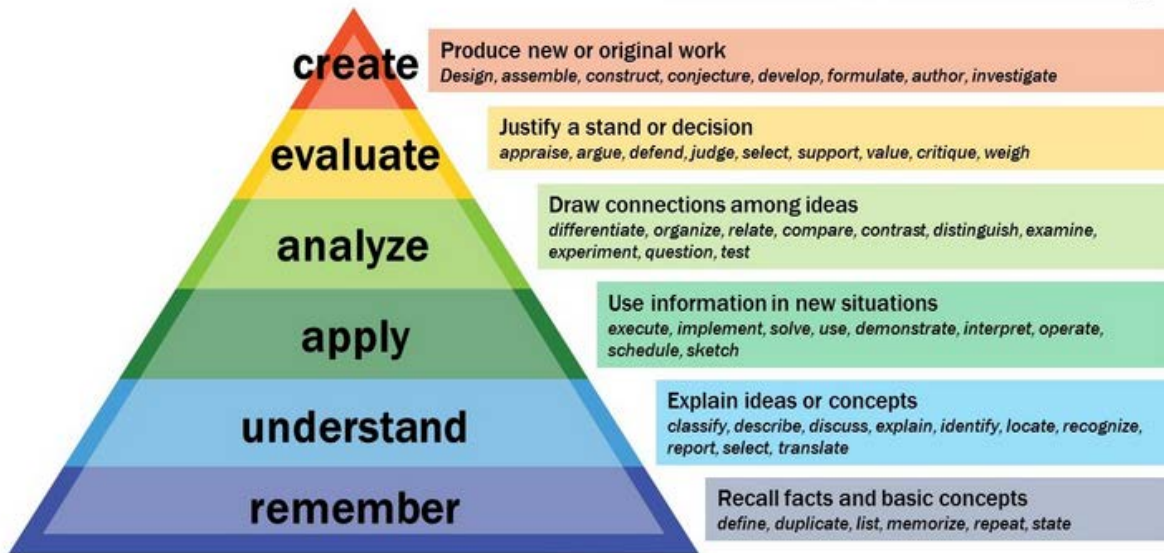 create
Produce new or original work
Design, assemble, construct, conjecture, develop, formulate, author, investigate
evaluate
Justify a stand or decision
appraise, argue, defend, judge, select, support, value, critique, weigh
analyze
Draw connections among ideas
differentiate, organize, relate, compare, contrast, distinguish, examine,
experiment, question, test
apply
Use information in new situations
execute, implement, solve, use, demonstrate, interpret, operate,
schedule, sketch
understand
Explain ideas or concepts
classify, describe, discuss, explain, identify, locate, recognize,
report, select, translate
remember
Recall facts and basic concepts
define, duplicate, list, memorize, repeat, state